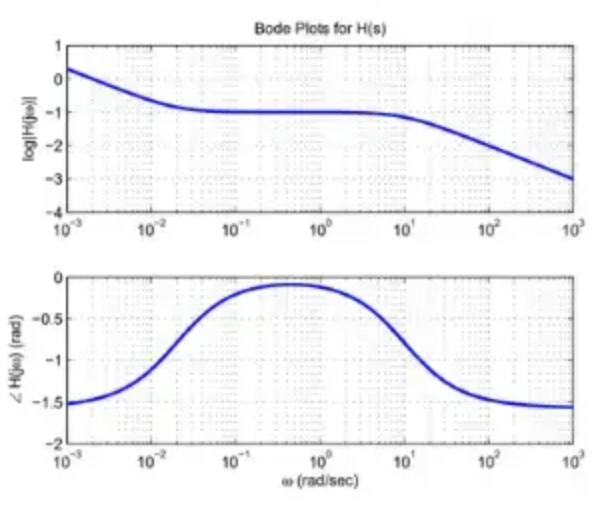 Bode Plots for H(s)
log|H(jω)|
1
0
−1
−2
−3
−4
10⁻³ 10⁻² 10⁻¹ 10⁰ 10¹ 10² 10³
∠ H(jω) (rad)
0
−0.5
−1
−1.5
−2
10⁻³ 10⁻² 10⁻¹ 10⁰ 10¹ 10² 10³
ω (rad/sec)